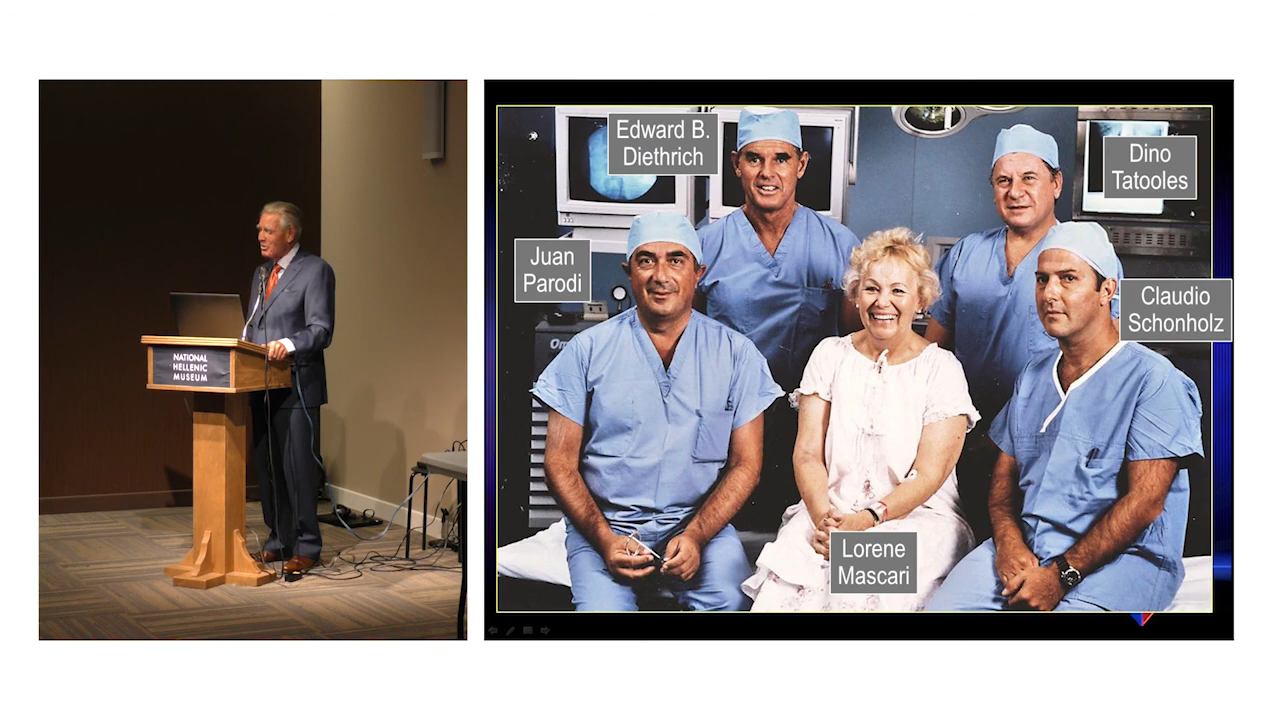 NATIONAL
HELLENIC
MUSEUM
Edward B.
Diethrich
Dino
Tatooles
Juan
Parodi
Claudio
Schonholz
Lorene
Mascari